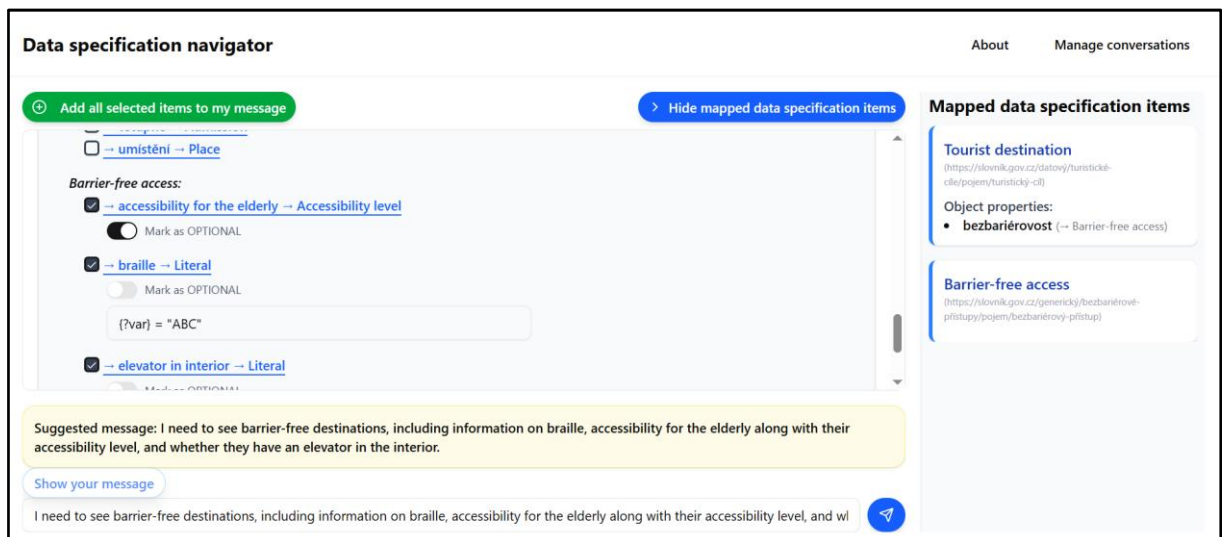 Data specification navigator
About
Manage conversations
Add all selected items to my message
Hide mapped data specification items
→ umístění → Place
Barrier-free access:
→ accessibility for the elderly → Accessibility level
Mark as OPTIONAL
→ braille → Literal
Mark as OPTIONAL
{?var} = "ABC"
→ elevator in interior → Literal
Mark as OPTIONAL
Suggested message: I need to see barrier-free destinations, including information on braille, accessibility for the elderly along with their
accessibility level, and whether they have an elevator in the interior.
Show your message
I need to see barrier-free destinations, including information on braille, accessibility for the elderly along with their accessibility level, and wl
Mapped data specification items
Tourist destination
(https://slovník.gov.cz/datový/turistické-
cíle/pojem/turistický-cíl)
Object properties:
• bezbariérovost (→ Barrier-free access)
Barrier-free access
(https://slovník.gov.cz/generický/bezbariérové-
přístupy/pojem/bezbariérový-přístup)